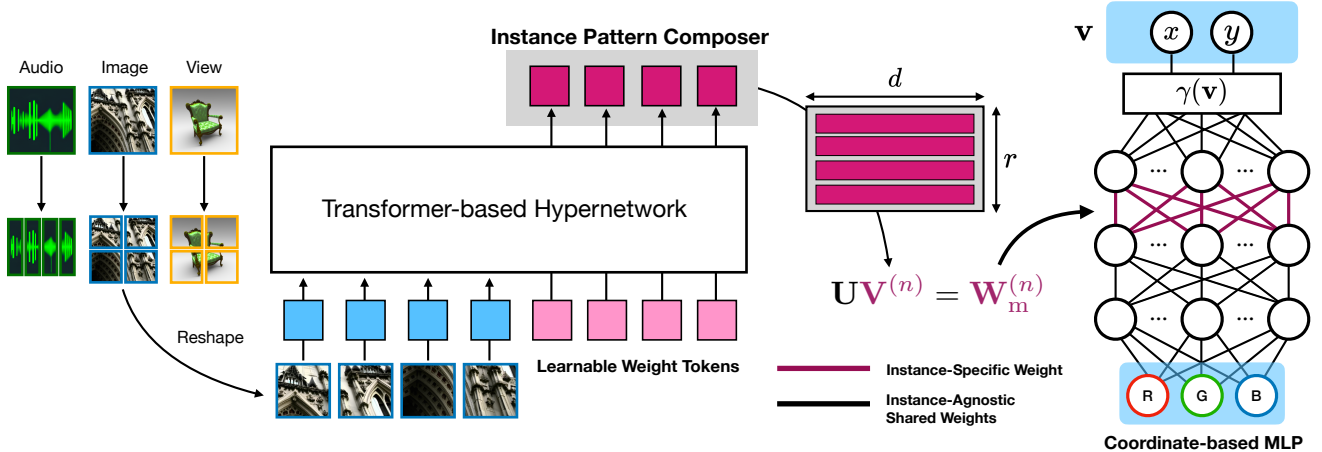 Audio
Image
View
Instance Pattern Composer
Transformer-based Hypernetwork
Reshape
Learnable Weight Tokens
d
r
UV^{(n)} = W_m^{(n)}
Instance-Specific Weight
Instance-Agnostic
Shared Weights
v
x
y
γ(v)
...
...
...
...
...
...
R
G
B
Coordinate-based MLP